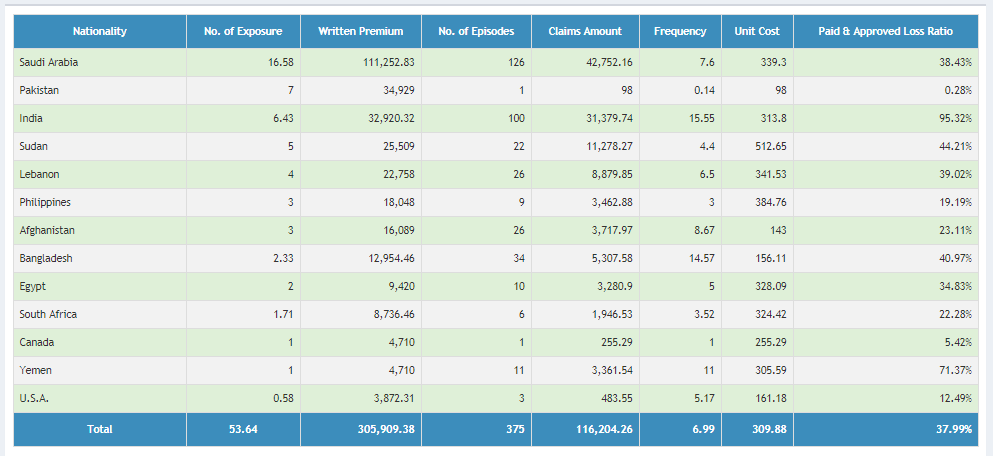 Nationality No. of Exposure Written Premium No. of Episodes Claims Amount Frequency Unit Cost Paid & Approved Loss Ratio
Saudi Arabia 16.58 111,252.83 126 42,752.16 7.6 339.3 38.43%
Pakistan 7 34,929 1 98 0.14 98 0.28%
India 6.43 32,920.32 100 31,379.74 15.55 313.8 95.32%
Sudan 5 25,509 22 11,278.27 4.4 512.65 44.21%
Lebanon 4 22,758 26 8,879.85 6.5 341.53 39.02%
Philippines 3 18,048 9 3,462.88 3 384.76 19.19%
Afghanistan 3 16,089 26 3,717.97 8.67 143 23.11%
Bangladesh 2.33 12,954.46 34 5,307.58 14.57 156.11 40.97%
Egypt 2 9,420 10 3,280.9 5 328.09 34.83%
South Africa 1.71 8,736.46 6 1,946.53 3.52 324.42 22.28%
Canada 1 4,710 1 255.29 1 255.29 5.42%
Yemen 1 4,710 11 3,361.54 11 305.59 71.37%
U.S.A. 0.58 3,872.31 3 483.55 5.17 161.18 12.49%
Total 53.64 305,909.38 375 116,204.26 6.99 309.88 37.99%